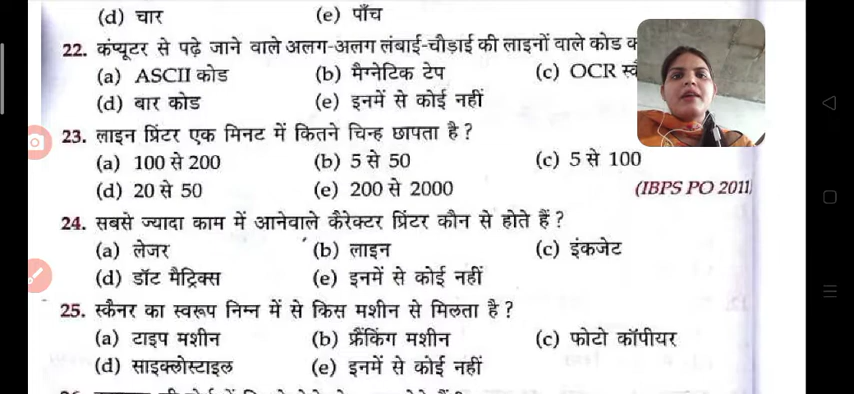 (d) चार (e) पाँच
22. कंप्यूटर से पढ़े जाने वाले अलग-अलग लंबाई-चौड़ाई की लाइनों वाले कोड
(a) ASCII कोड (b) मैग्नेटिक टेप (c) OCR
(d) बार कोड (e) इनमें से कोई नहीं
23. लाइन प्रिंटर एक मिनट में कितने चिन्ह छापता है ?
(a) 100 से 200 (b) 5 से 50 (c) 5 से 100
(d) 20 से 50 (e) 200 से 2000 (IBPS PO 2011)
24. सबसे ज्यादा काम में आनेवाले कैरेक्टर प्रिंटर कौन से होते हैं ?
(a) लेजर (b) लाइन (c) इंकजेट
(d) डॉट मैट्रिक्स (e) इनमें से कोई नहीं
25. स्कैनर का स्वरूप निम्न में से किस मशीन से मिलता है ?
(a) टाइप मशीन (b) फ्रैंकिंग मशीन (c) फोटो कॉपीयर
(d) साइक्लोस्टाइल (e) इनमें से कोई नहीं